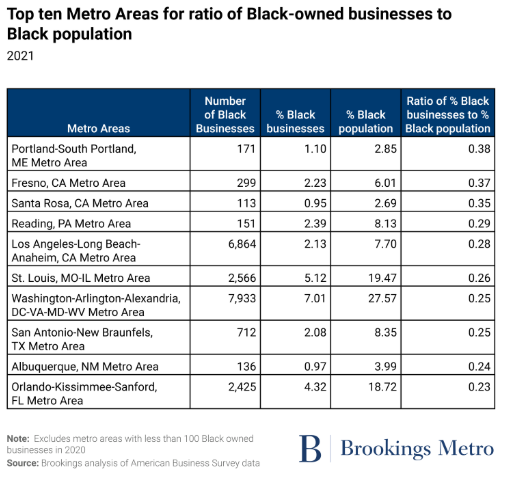 Top ten Metro Areas for ratio of Black-owned businesses to
Black population
2021
Metro Areas
Number
of Black
Businesses
% Black
businesses
% Black
population
Ratio of % Black
businesses to %
Black population
Portland-South Portland,
ME Metro Area
171 1.10 2.85 0.38
Fresno, CA Metro Area 299 2.23 6.01 0.37
Santa Rosa, CA Metro Area 113 0.95 2.69 0.35
Reading, PA Metro Area 151 2.39 8.13 0.29
Los Angeles-Long Beach-
Anaheim, CA Metro Area
6,864 2.13 7.70 0.28
St. Louis, MO-IL Metro Area 2,566 5.12 19.47 0.26
Washington-Arlington-Alexandria,
DC-VA-MD-WV Metro Area
7,933 7.01 27.57 0.25
San Antonio-New Braunfels,
TX Metro Area
712 2.08 8.35 0.25
Albuquerque, NM Metro Area 136 0.97 3.99 0.24
Orlando-Kissimmee-Sanford,
FL Metro Area
2,425 4.32 18.72 0.23
Note: Excludes metro areas with less than 100 Black owned
businesses in 2020
Source: Brookings analysis of American Business Survey data
B Brookings Metro